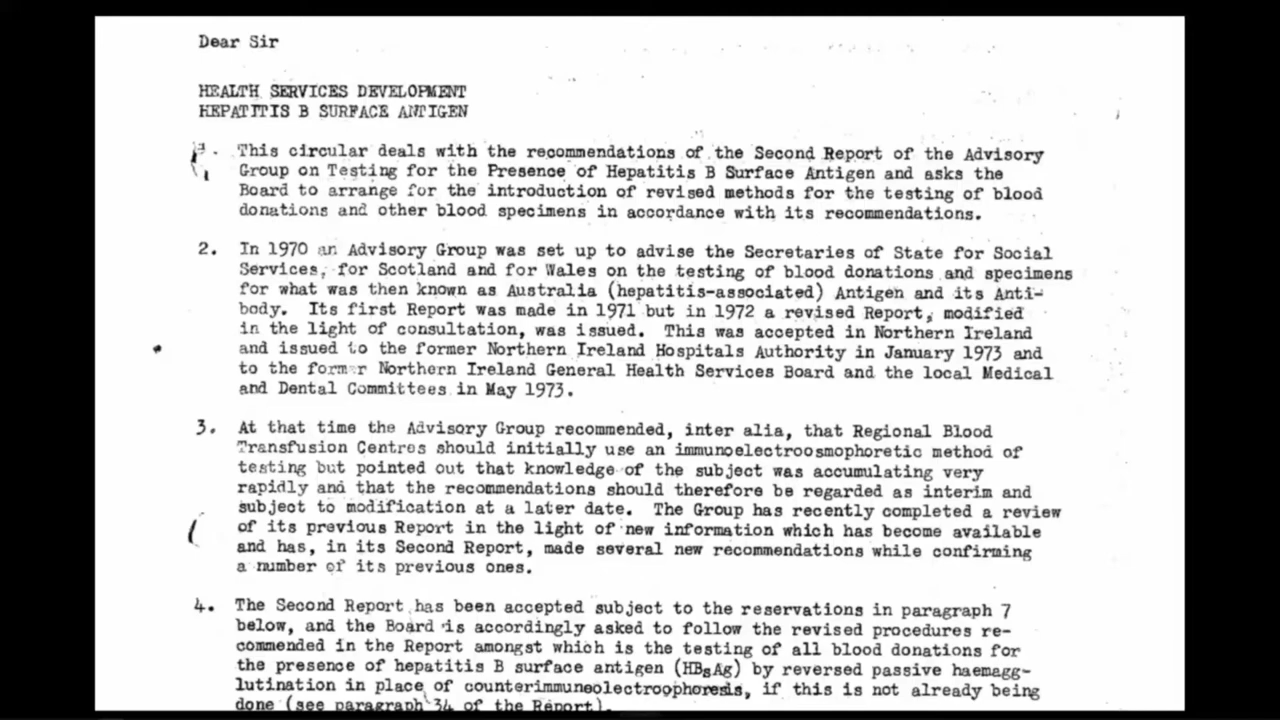 Dear Sir
HEALTH SERVICES DEVELOPMENT
HEPATITIS B SURFACE ANTIGEN
1. This circular deals with the recommendations of the Second Report of the Advisory
Group on Testing for the Presence of Hepatitis B Surface Antigen and asks the
Board to arrange for the introduction of revised methods for the testing of blood
donations and other blood specimens in accordance with its recommendations.
2. In 1970 an Advisory Group was set up to advise the Secretaries of State for Social
Services, for Scotland and for Wales on the testing of blood donations and specimens
for what was then known as Australia (hepatitis-associated) Antigen and its Anti-
body. Its first Report was made in 1971 but in 1972 a revised Report, modified
in the light of consultation, was issued. This was accepted in Northern Ireland
and issued to the former Northern Ireland Hospitals Authority in January 1973 and
to the former Northern Ireland General Health Services Board and the local Medical
and Dental Committees in May 1973.
3. At that time the Advisory Group recommended, inter alia, that Regional Blood
Transfusion Centres should initially use an immunoelectroosmophoretic method of
testing but pointed out that knowledge of the subject was accumulating very
rapidly and that the recommendations should therefore be regarded as interim and
subject to modification at a later date. The Group has recently completed a review
of its previous Report in the light of new information which has become available
and has, in its Second Report, made several new recommendations while confirming
a number of its previous ones.
4. The Second Report has been accepted subject to the reservations in paragraph 7
below, and the Board is accordingly asked to follow the revised procedures re-
commended in the Report amongst which is the testing of all blood donations for
the presence of hepatitis B surface antigen (HBsAg) by reversed passive haemagg-
lutination in place of counterimmuneolectroophoresis, if this is not already being
done (see paragraph 34 of the Report).